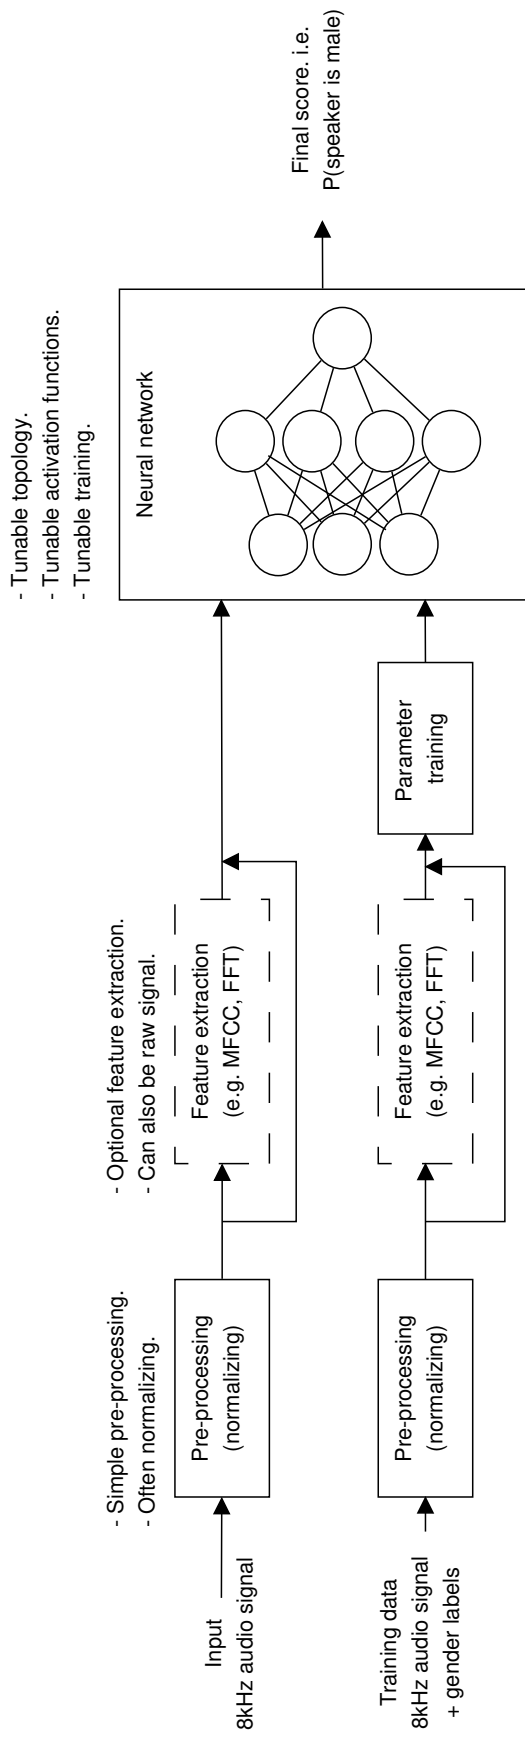 - Simple pre-processing.
- Often normalizing.
- Optional feature extraction.
- Can also be raw signal.
- Tunable topology.
- Tunable activation functions.
- Tunable training.
Input
8kHz audio signal
Pre-processing
(normalizing)
Feature extraction
(e.g. MFCC, FFT)
Neural network
Final score. i.e.
P(speaker is male)
Training data
8kHz audio signal
+ gender labels
Pre-processing
(normalizing)
Feature extraction
(e.g. MFCC, FFT)
Parameter
training